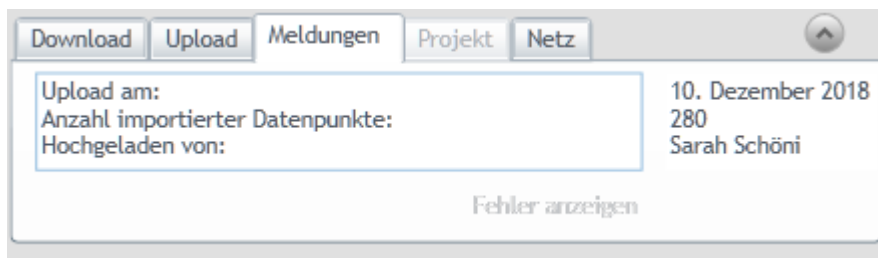 Download Upload Meldungen Projekt Netz
Upload am: 10. Dezember 2018
Anzahl importierter Datenpunkte: 280
Hochgeladen von: Sarah Schöni
Fehler anzeigen